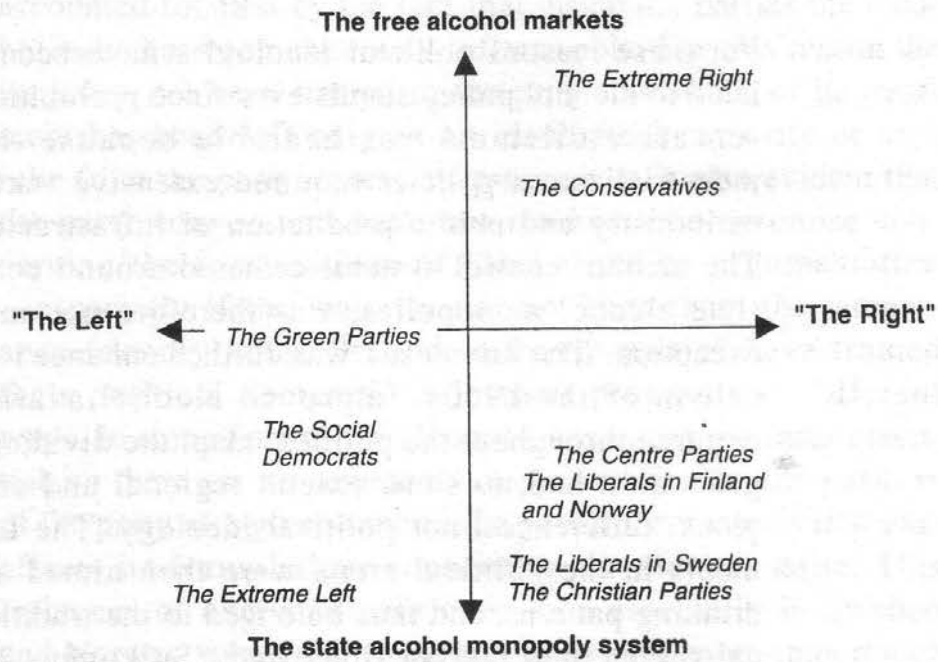 The free alcohol markets
The Extreme Right
The Conservatives
"The Left"
The Green Parties
"The Right"
The Social
Democrats
The Centre Parties
The Liberals in Finland
and Norway
The Liberals in Sweden
The Christian Parties
The Extreme Left
The state alcohol monopoly system